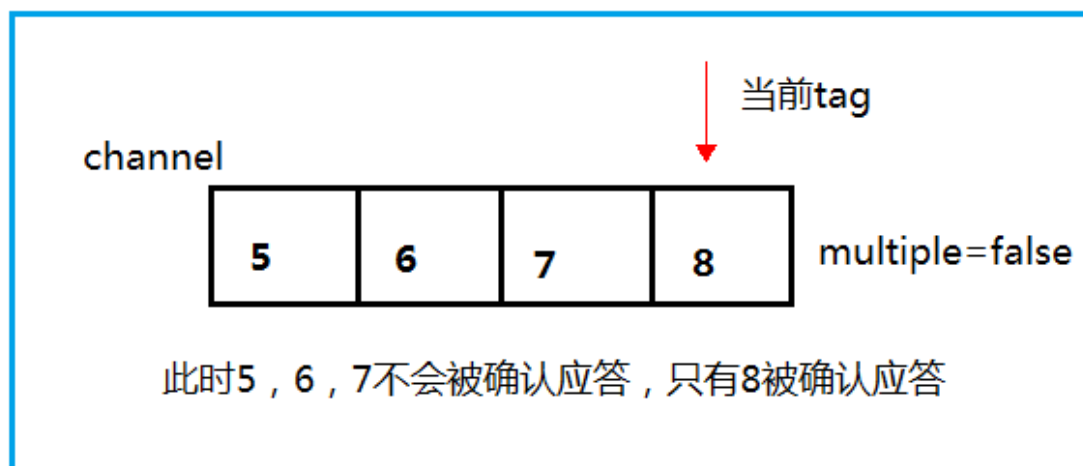 当前tag
channel
5 6 7 8
multiple=false
此时5，6，7不会被确认应答，只有8被确认应答